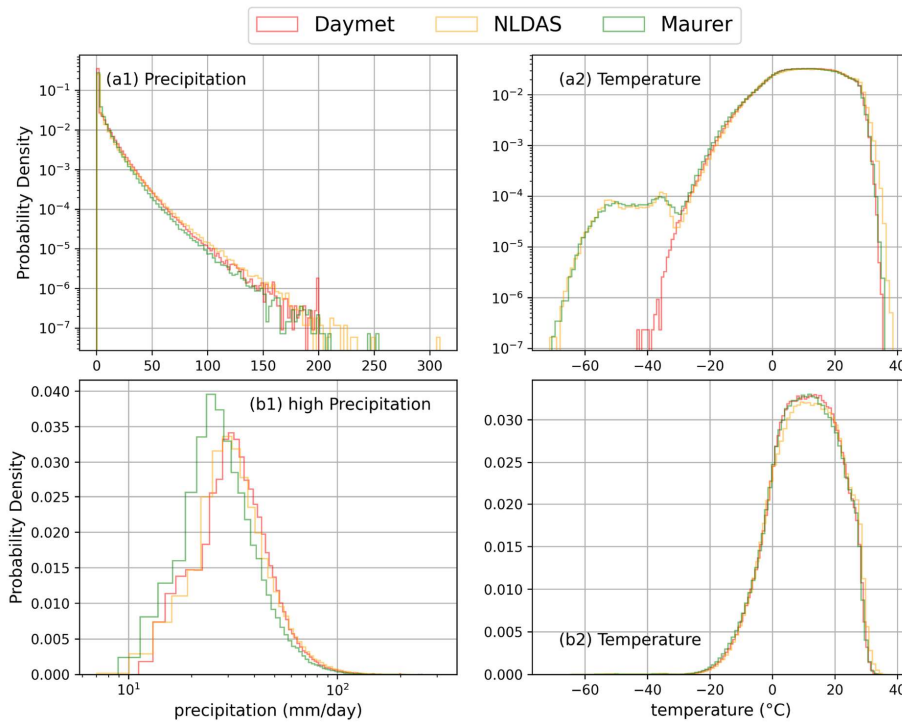 Daymet NLDAS Maurer
(a1) Precipitation
Probability Density
10⁻¹
10⁻²
10⁻³
10⁻⁴
10⁻⁵
10⁻⁶
10⁻⁷
0 50 100 150 200 250 300
(a2) Temperature
10⁻¹
10⁻²
10⁻³
10⁻⁴
10⁻⁵
10⁻⁶
10⁻⁷
−60 −40 −20 0 20 40
(b1) high Precipitation
Probability Density
0.040
0.035
0.030
0.025
0.020
0.015
0.010
0.005
0.000
10¹ 10²
precipitation (mm/day)
(b2) Temperature
0.030
0.025
0.020
0.015
0.010
0.005
0.000
−60 −40 −20 0 20 40
temperature (°C)